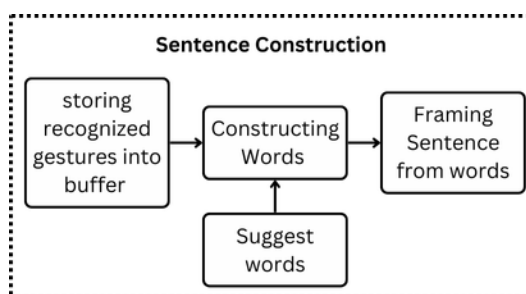 Sentence Construction
storing
recognized
gestures into
buffer
Constructing
Words
Framing
Sentence
from words
Suggest
words